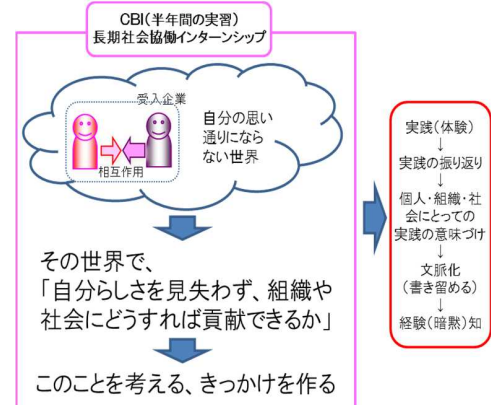 CBI(半年間の実習)
長期社会協働インターンシップ
受入企業
相互作用
自分の思い
通りになら
ない世界
その世界で、
「自分らしさを見失わず、組織や
社会にどうすれば貢献できるか」
このことを考える、きっかけを作る
実践(体験)
↓
実践の振り返り
↓
個人・組織・社
会にとっての
実践の意味づけ
↓
文脈化
(書き留める)
↓
経験(暗黙)知